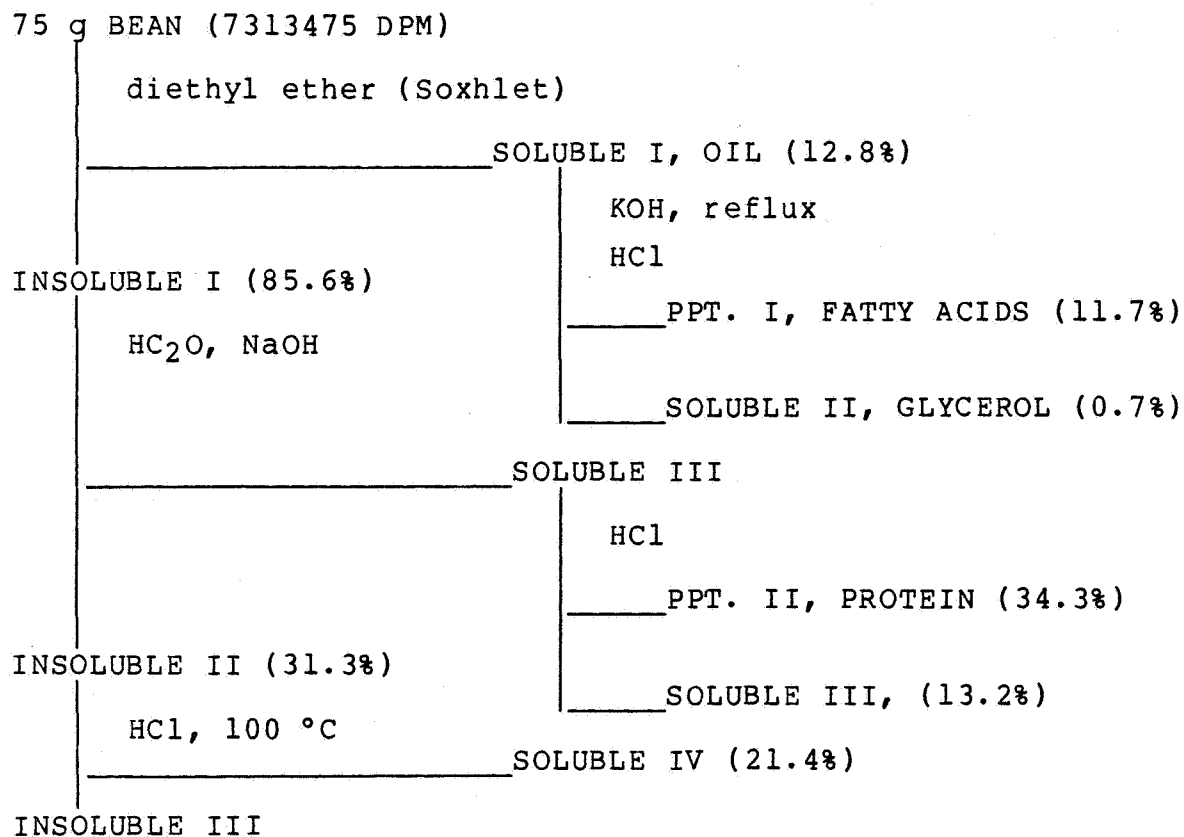 75 g BEAN (7313475 DPM)
diethyl ether (Soxhlet)
SOLUBLE I, OIL (12.8%)
KOH, reflux
HCl
INSOLUBLE I (85.6%)
PPT. I, FATTY ACIDS (11.7%)
HC2O, NaOH
SOLUBLE II, GLYCEROL (0.7%)
SOLUBLE III
HCl
PPT. II, PROTEIN (34.3%)
INSOLUBLE II (31.3%)
SOLUBLE III, (13.2%)
HCl, 100 °C
SOLUBLE IV (21.4%)
INSOLUBLE III